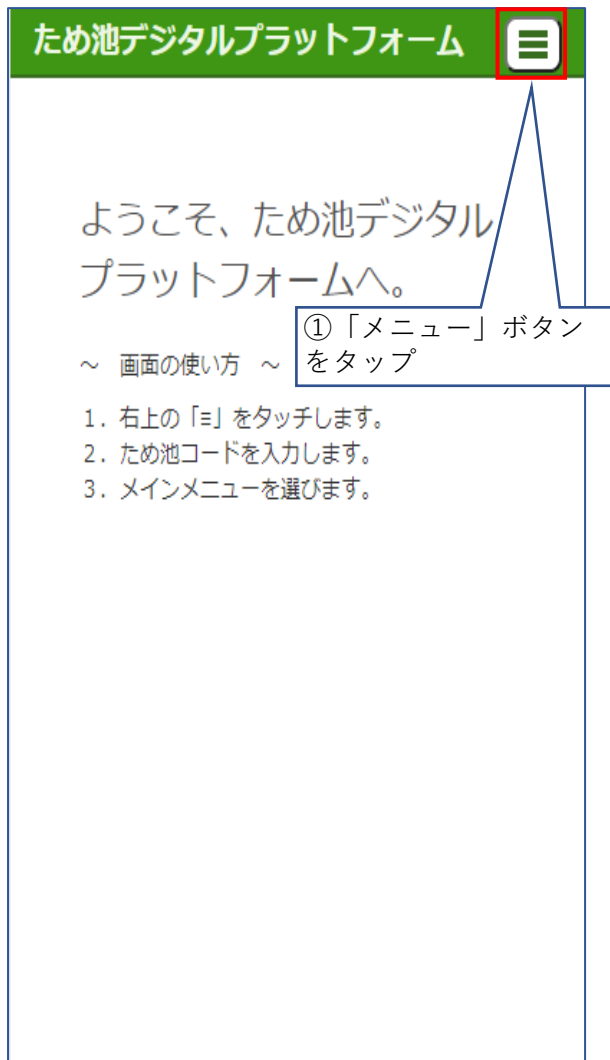 ため池デジタルプラットフォーム
ようこそ、ため池デジタル
プラットフォームへ。
①「メニュー」ボタン
をタップ
～ 画面の使い方 ～
1. 右上の「≡」をタッチします。
2. ため池コードを入力します。
3. メインメニューを選びます。